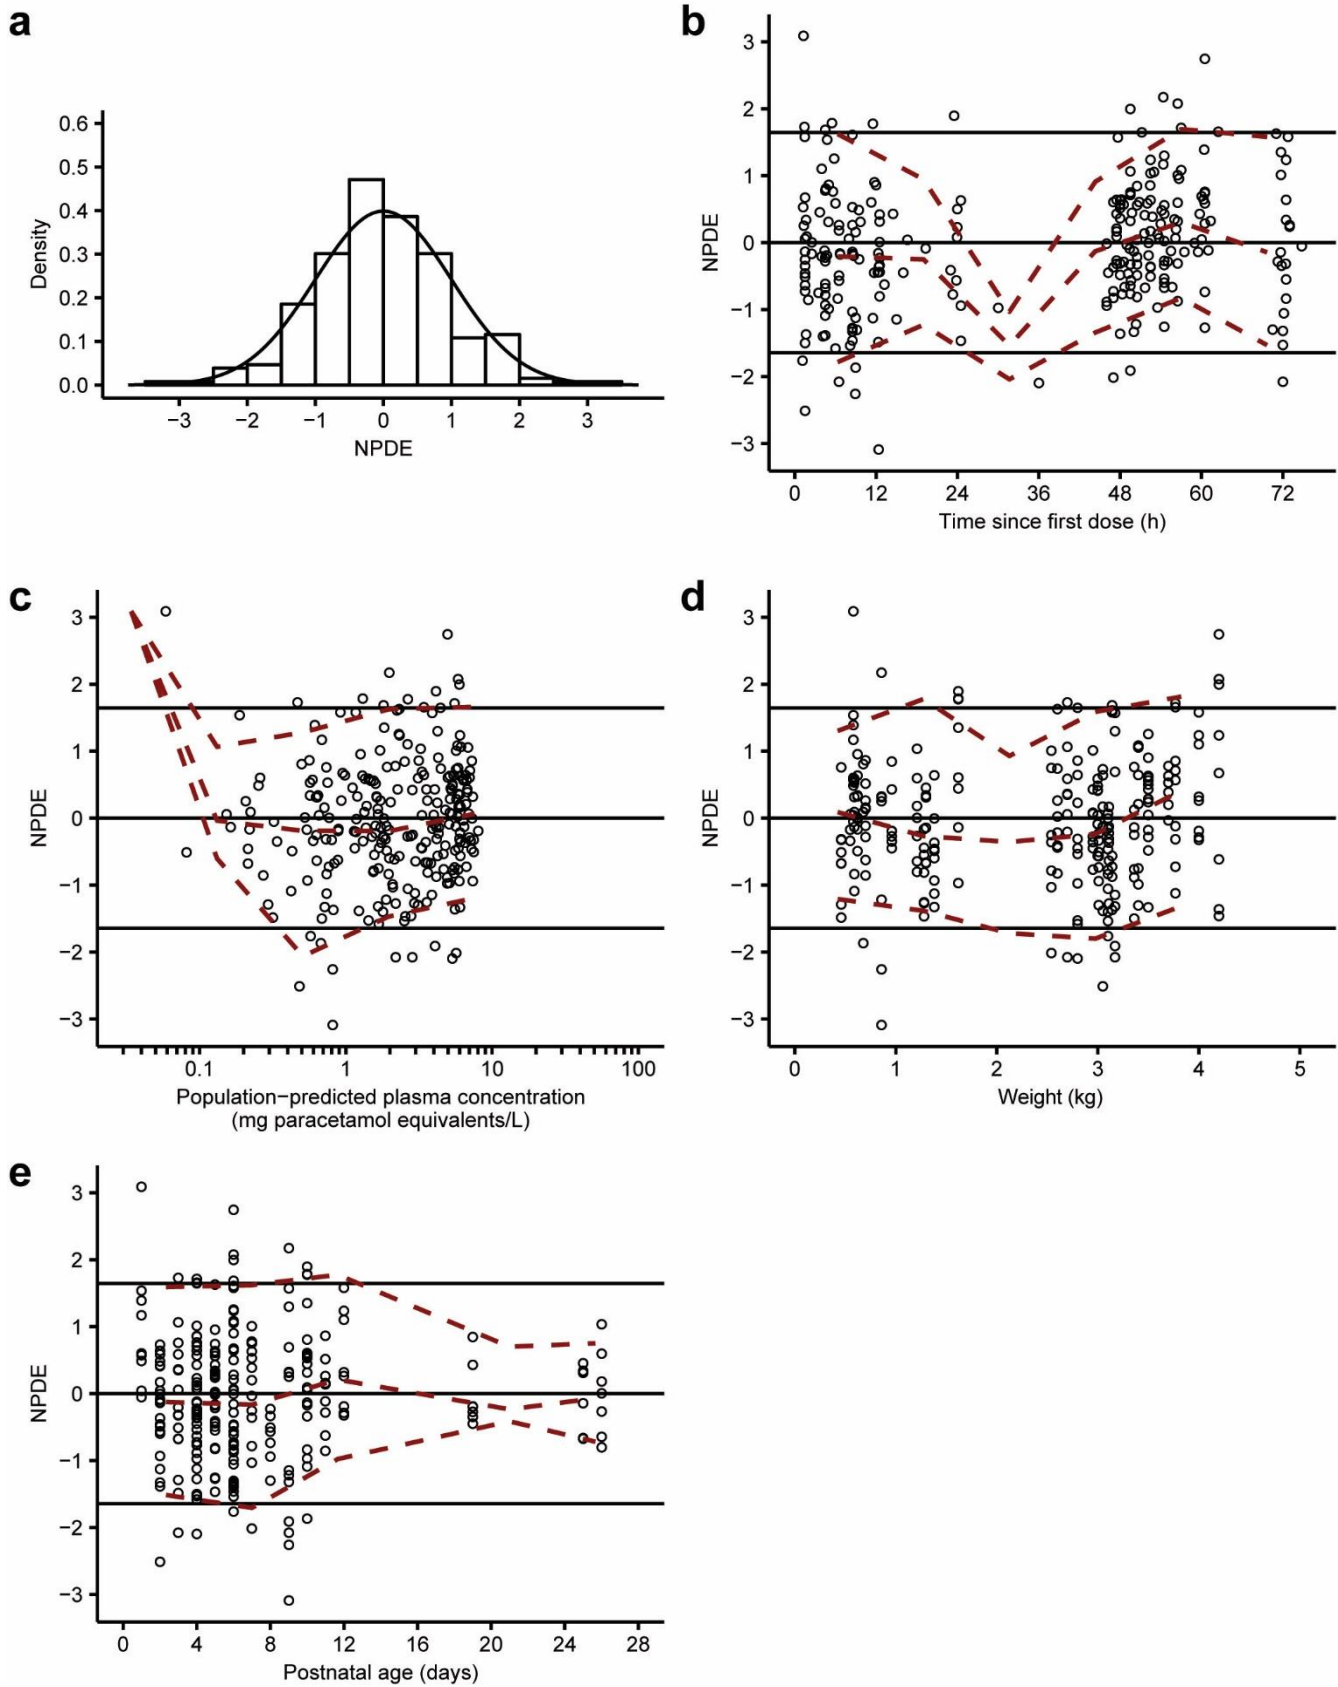 a
0.6
0.5
0.4
0.3
0.2
0.1
0.0
Density
−3 −2 −1 0 1 2 3
NPDE
b
3
2
1
0
−1
−2
−3
NPDE
0 12 24 36 48 60 72
Time since first dose (h)
c
3
2
1
0
−1
−2
−3
NPDE
0.1 1 10 100
Population−predicted plasma concentration
(mg paracetamol equivalents/L)
d
3
2
1
0
−1
−2
−3
NPDE
0 1 2 3 4 5
Weight (kg)
e
3
2
1
0
−1
−2
−3
NPDE
0 4 8 12 16 20 24 28
Postnatal age (days)